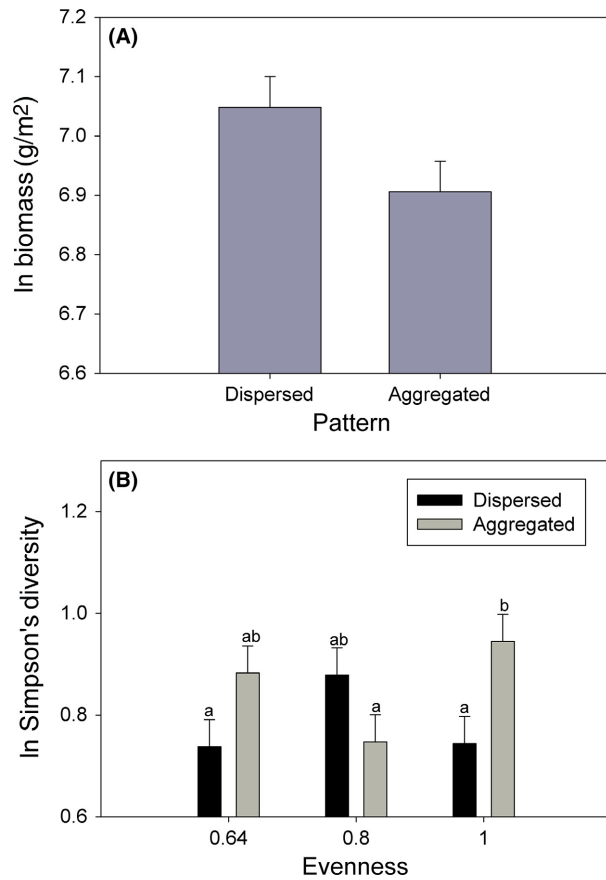 (A)
ln biomass (g/m2)
7.2
7.1
7.0
6.9
6.8
6.7
6.6
Dispersed Aggregated
Pattern
(B)
ln Simpson's diversity
Dispersed
Aggregated
1.2
1.0
0.8
0.6
a ab ab a a b
0.64 0.8 1
Evenness